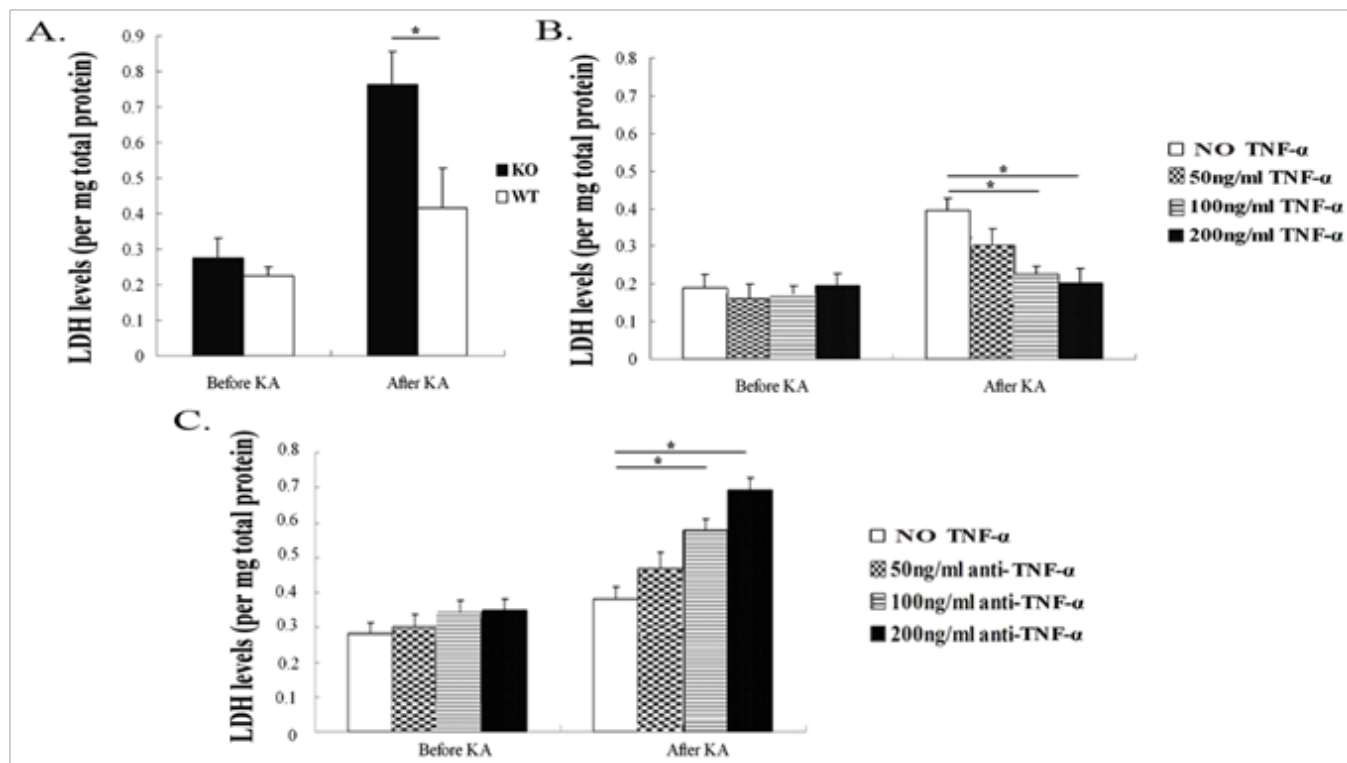 A.
LDH levels (per mg total protein)
0.9
0.8
0.7
0.6
0.5
0.4
0.3
0.2
0.1
0
*
KO
WT
Before KA
After KA
B.
LDH levels (per mg total protein)
0.8
0.7
0.6
0.5
0.4
0.3
0.2
0.1
0
*
*
NO TNF-α
50ng/ml TNF-α
100ng/ml TNF-α
200ng/ml TNF-α
Before KA
After KA
C.
LDH levels (per mg total protein)
0.8
0.7
0.6
0.5
0.4
0.3
0.2
0.1
0
*
*
NO TNF-α
50ng/ml anti-TNF-α
100ng/ml anti-TNF-α
200ng/ml anti-TNF-α
Before KA
After KA